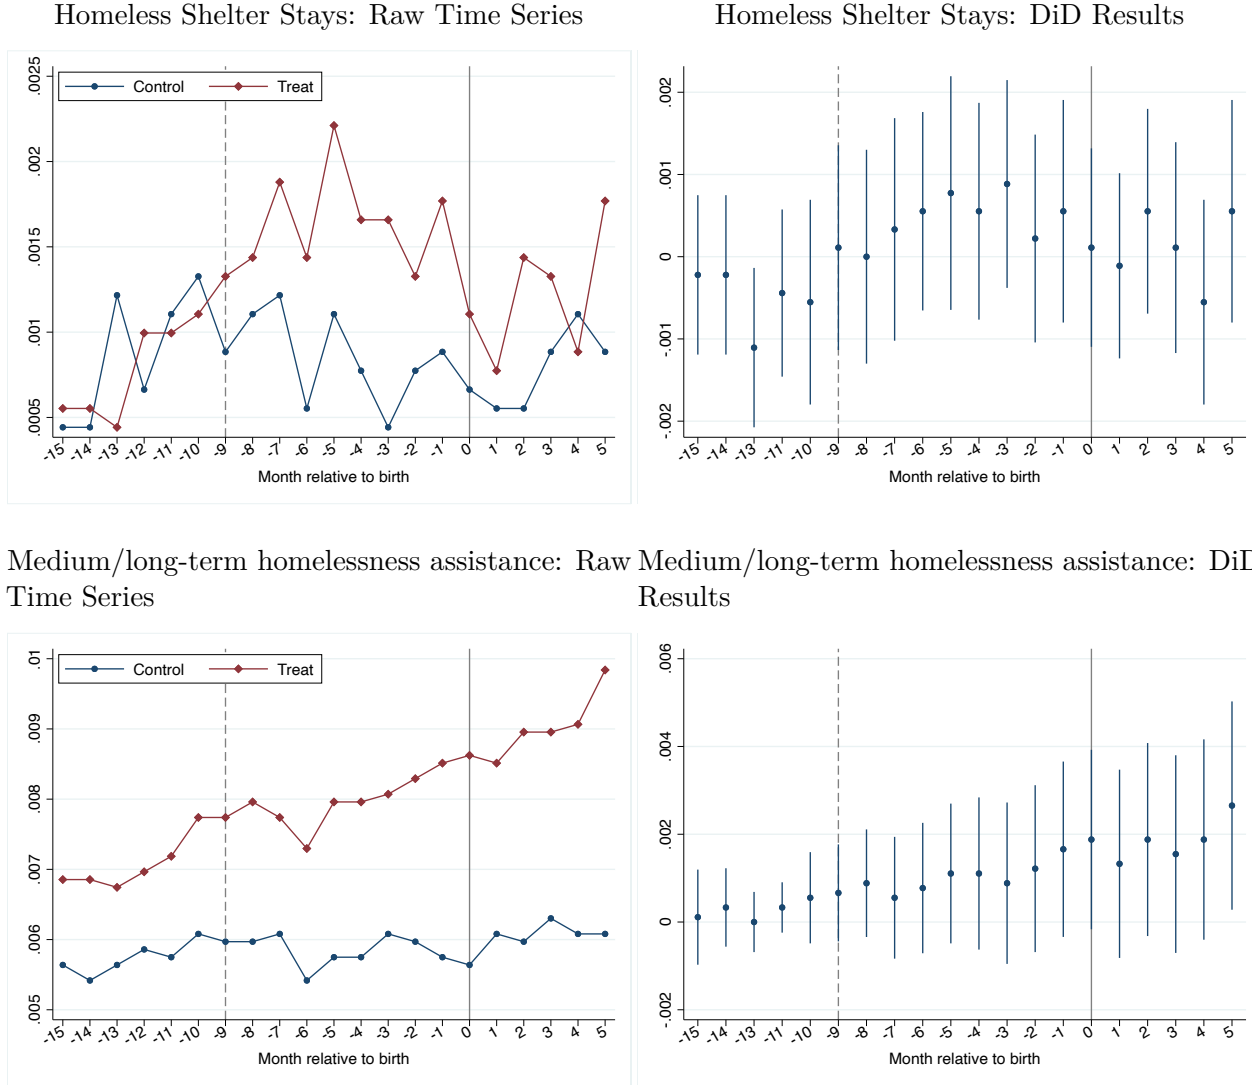 Homeless Shelter Stays: Raw Time Series
Control Treat
.0025
.002
.0015
.001
.0005
-15 -14 -13 -12 -11 -10 -9 -8 -7 -6 -5 -4 -3 -2 -1 0 1 2 3 4 5
Month relative to birth
Homeless Shelter Stays: DiD Results
.002
.001
0
-.001
-.002
-15 -14 -13 -11 -10 -9 -8 -7 -6 -5 -4 -3 -2 -1 0 1 2 3 4 5
Month relative to birth
Medium/long-term homelessness assistance: Raw
Time Series
Control Treat
.01
.009
.008
.007
.006
.005
-15 -14 -13 -12 -11 -10 -9 -8 -7 -6 -5 -4 -3 -2 -1 0 1 2 3 4 5
Month relative to birth
Medium/long-term homelessness assistance: DiD
Results
.006
.004
.002
0
-.002
-15 -14 -13 -11 -10 -9 -8 -7 -6 -5 -4 -3 -2 -1 0 1 2 3 4 5
Month relative to birth